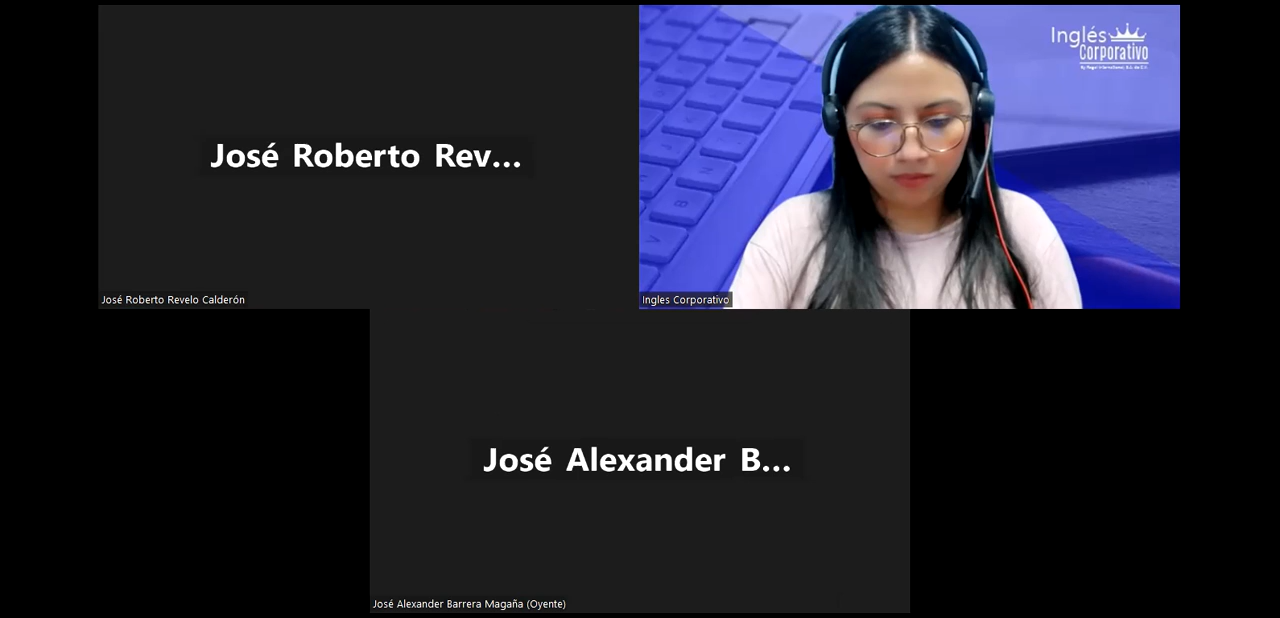 José Roberto Rev...
José Roberto Revelo Calderón
Inglés
Corporativo
Ingles Corporativo
José Alexander B...
José Alexander Barrera Magaña (Oyente)